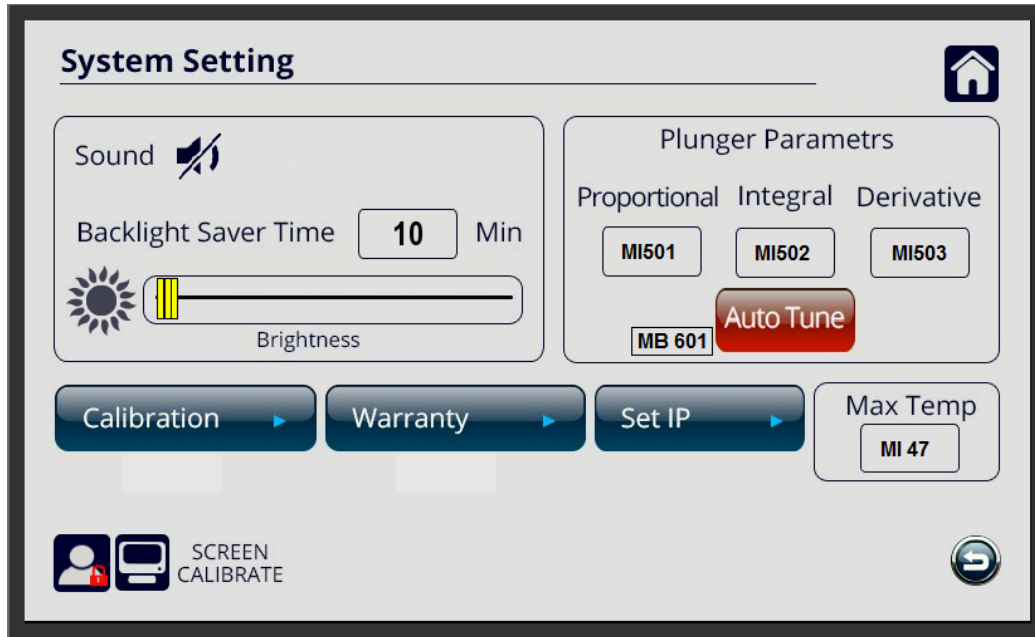 System Setting
Sound
Backlight Saver Time 10 Min
Brightness
Plunger Parametrs
Proportional Integral Derivative
MI501 MI502 MI503
Auto Tune
MB 601
Calibration
Warranty
Set IP
Max Temp
MI 47
SCREEN
CALIBRATE